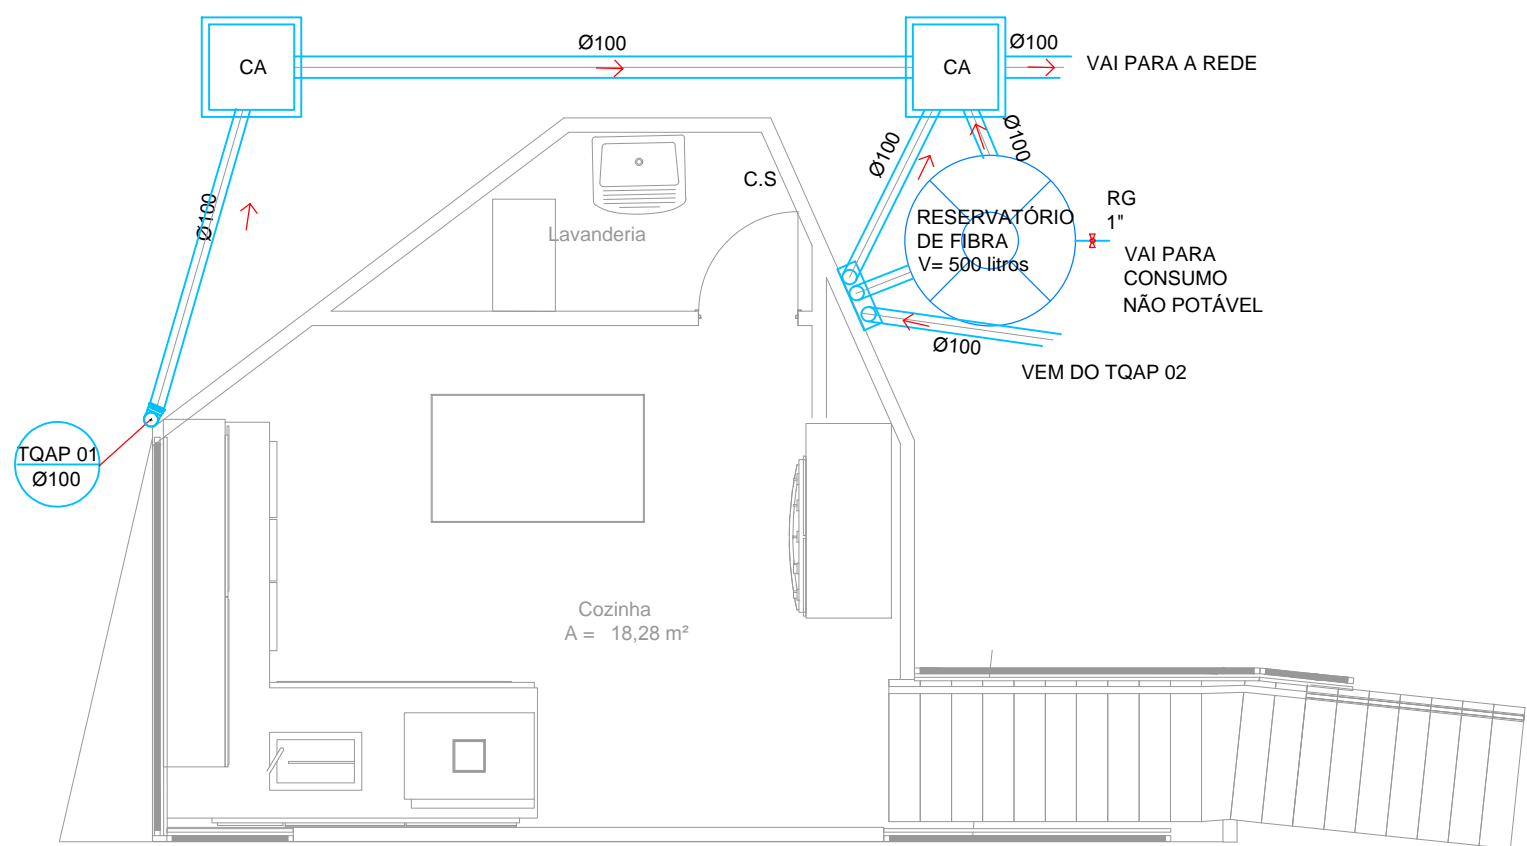 Ø100
Ø100
CA
CA
VAI PARA A REDE
Ø100
Ø100
C.S
Ø100
RG
1"
RESERVATÓRIO
DE FIBRA
V= 500 litros
Lavanderia
VAI PARA
CONSUMO
NÃO POTÁVEL
Ø100
VEM DO TQAP 02
TQAP 01
Ø100
Cozinha
A = 18,28 m²